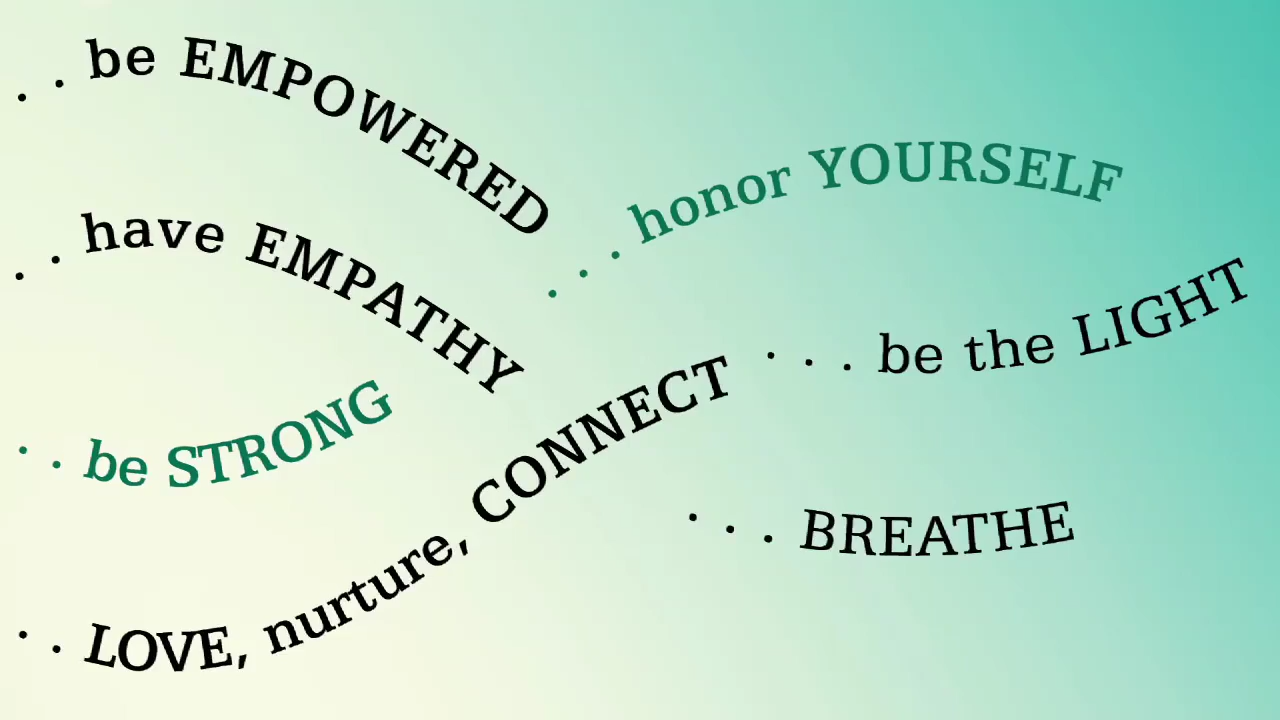 . . be EMPOWERED
. . . honor YOURSELF
. . have EMPATHY
. . . be the LIGHT
. . be STRONG
. . . BREATHE
. . LOVE, nurture, CONNECT